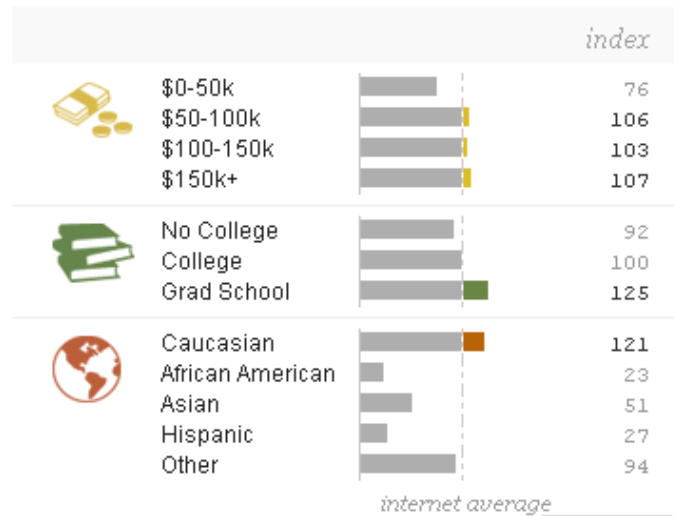 index
$0-50k 76
$50-100k 106
$100-150k 103
$150k+ 107
No College 92
College 100
Grad School 125
Caucasian 121
African American 23
Asian 51
Hispanic 27
Other 94
internet average